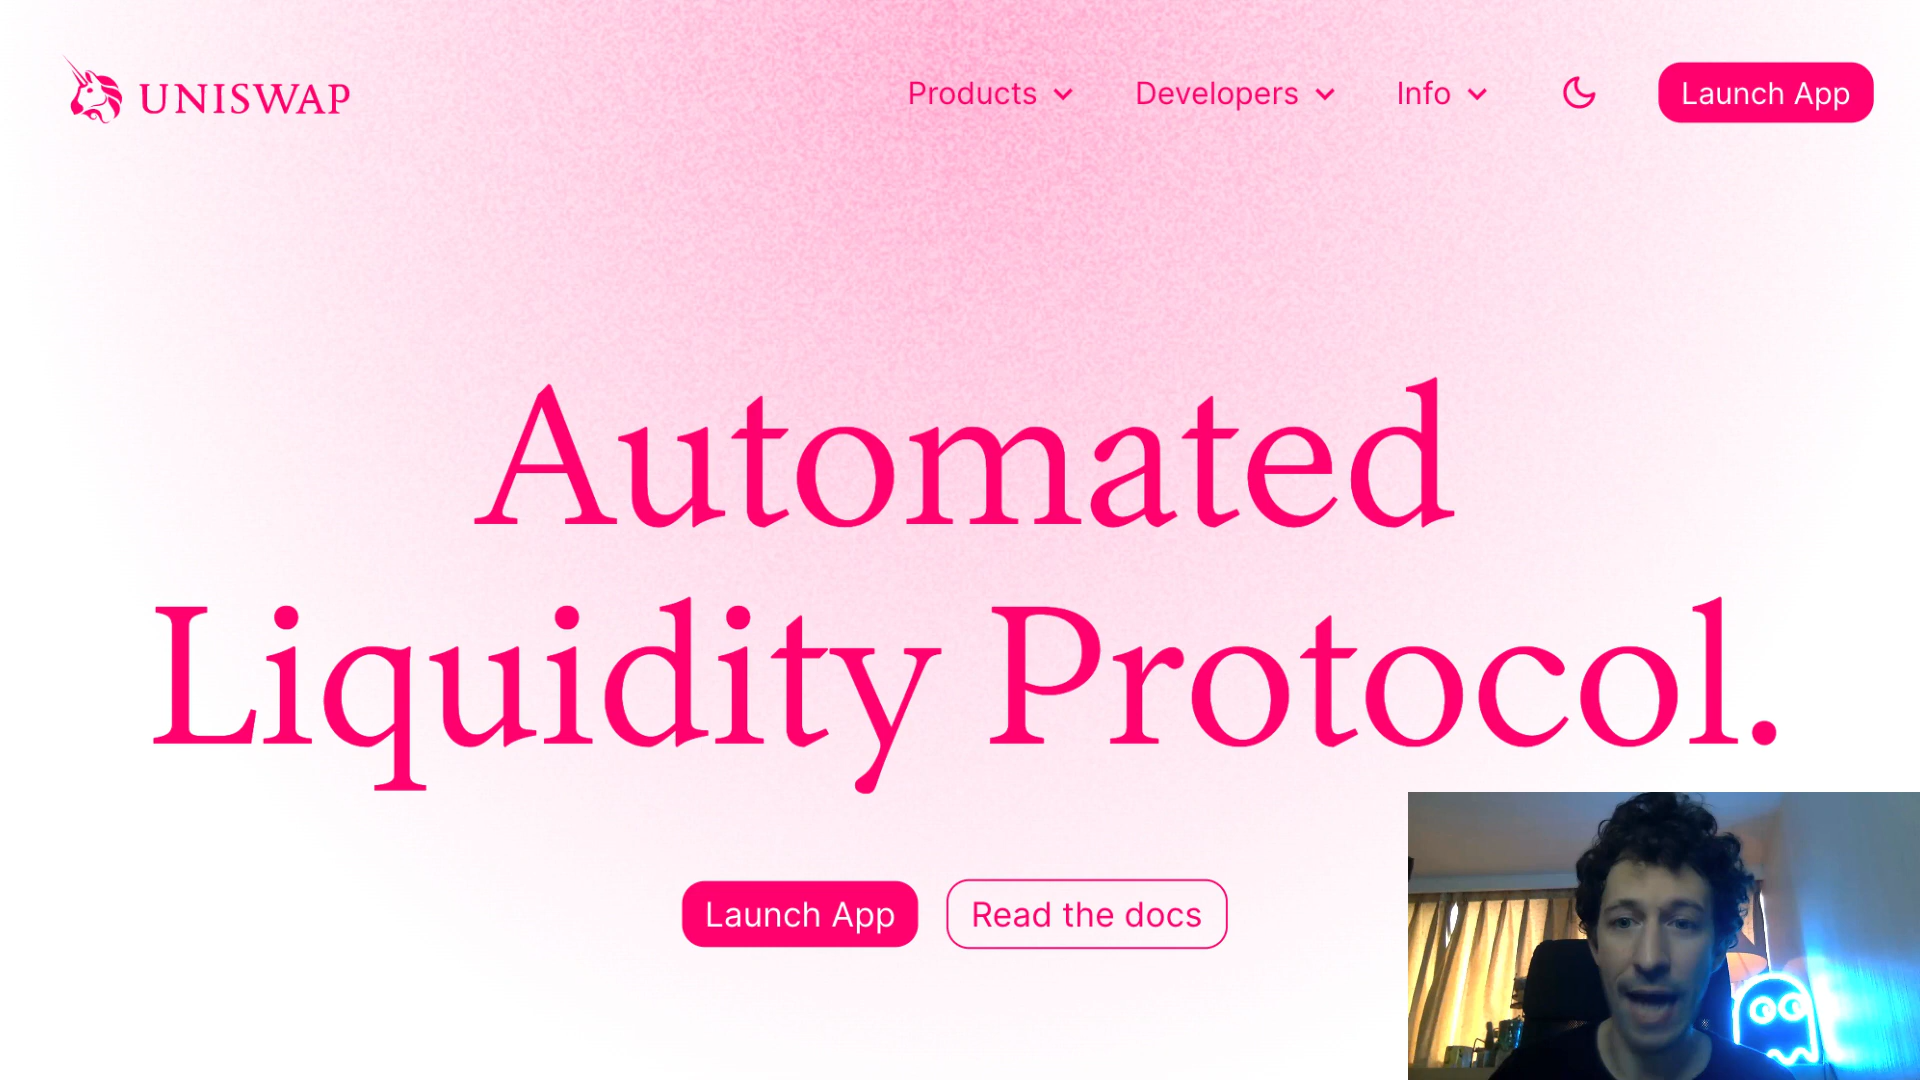 UNISWAP
Products
Developers
Info
Launch App
Automated
Liquidity Protocol.
Launch App
Read the docs